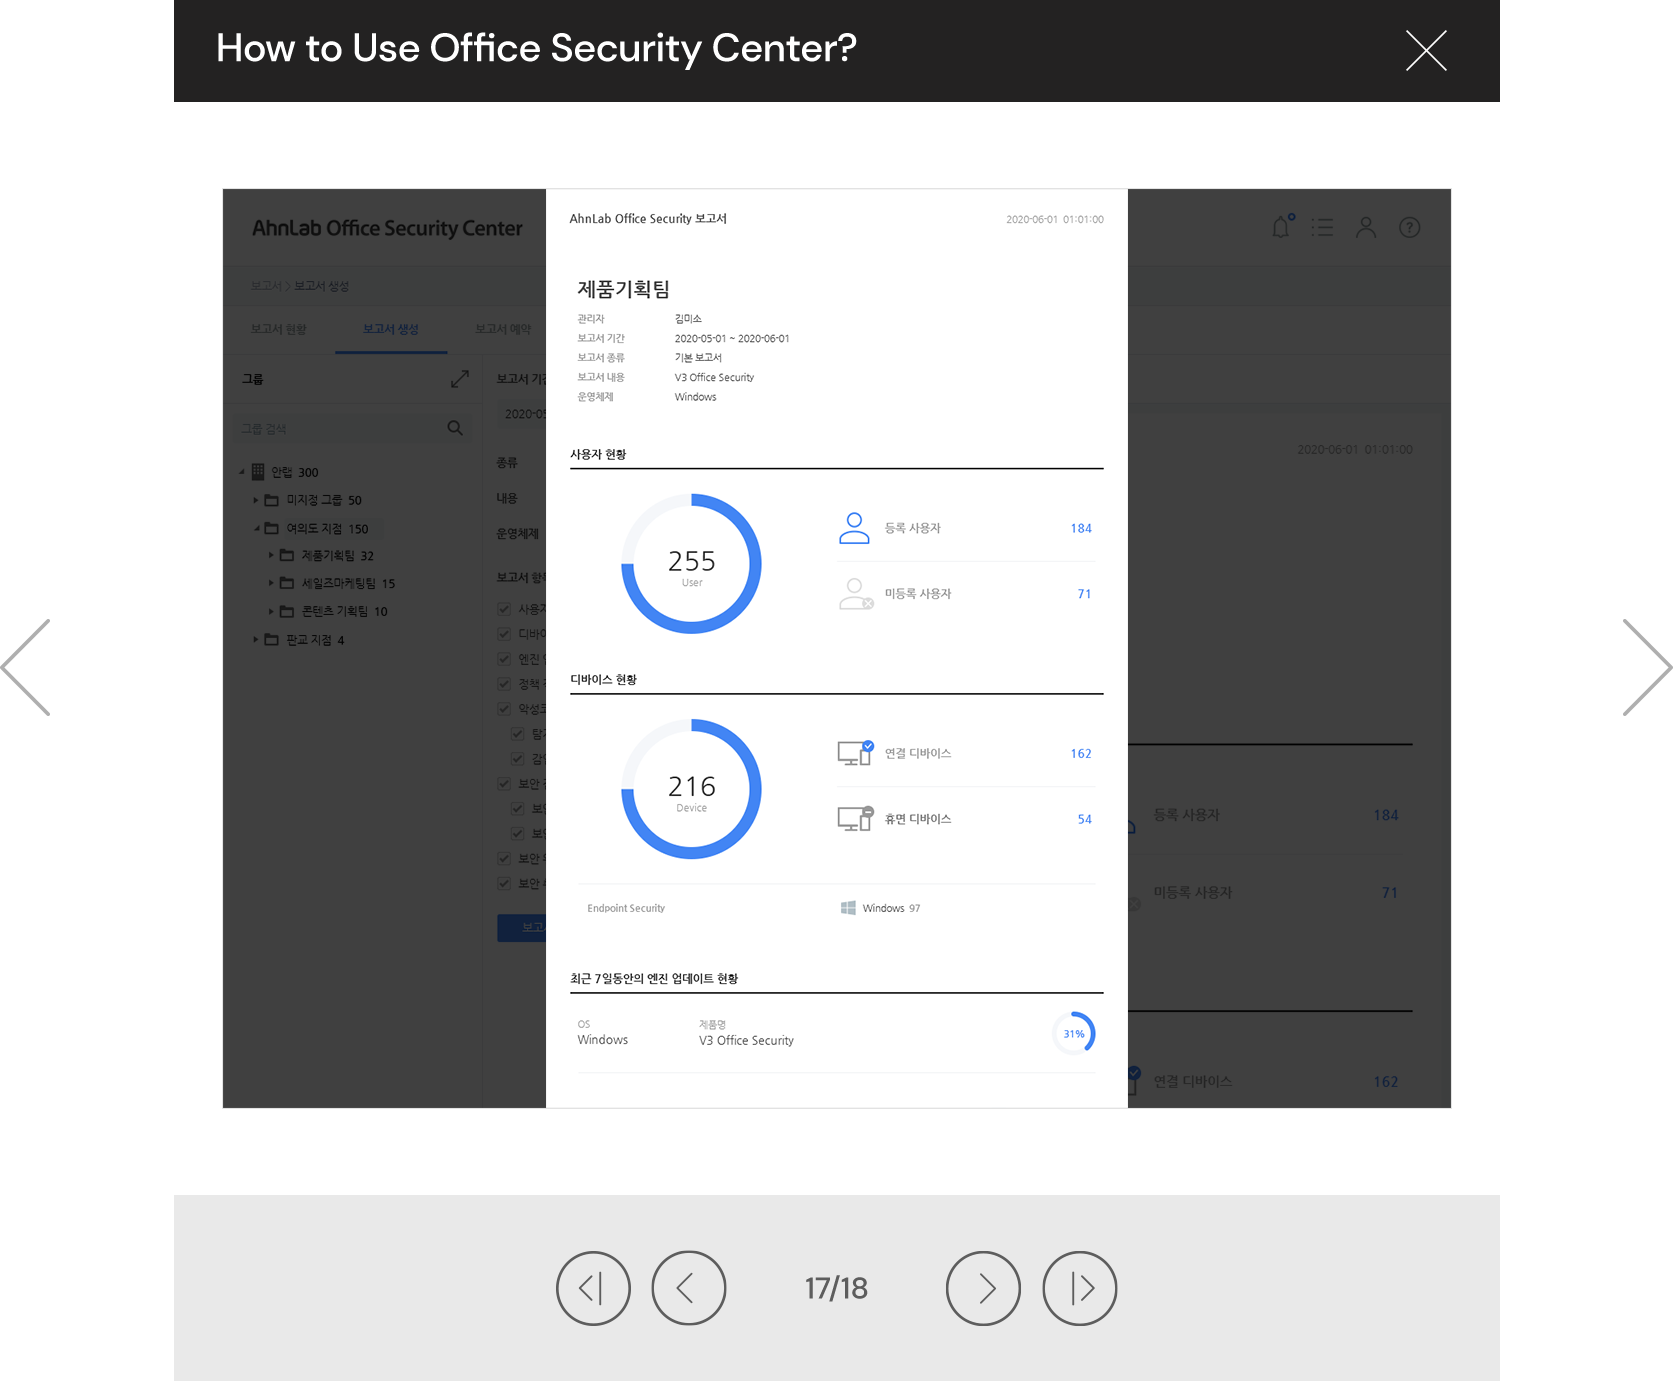 How to Use Office Security Center?
AhnLab Office Security Center
보고서 > 보고서 생성
보고서 현황
보고서 생성
보고서 예약
그룹
그룹 검색
안랩 300
미지정 그룹 50
여의도 지점 150
제품기획팀 32
세일즈마케팅팀 15
콘텐츠 기획팀 10
판교 지점 4
보고서 기간
2020-05
종류
내용
운영체제
보고서 항목
사용자
디바이
엔진
정책
악성코
보안
보안
보안
보안
보안
보고서
AhnLab Office Security 보고서
2020-06-01 01:01:00
제품기획팀
관리자 김미소
보고서 기간 2020-05-01 ~ 2020-06-01
보고서 종류 기본 보고서
보고서 내용 V3 Office Security
운영체제 Windows
사용자 현황
255
User
등록 사용자 184
미등록 사용자 71
디바이스 현황
216
Device
연결 디바이스 162
휴면 디바이스 54
Endpoint Security
Windows 97
최근 7일동안의 엔진 업데이트 현황
OS
Windows
제품명
V3 Office Security
31%
2020-06-01 01:01:00
등록 사용자 184
미등록 사용자 71
연결 디바이스 162
17/18